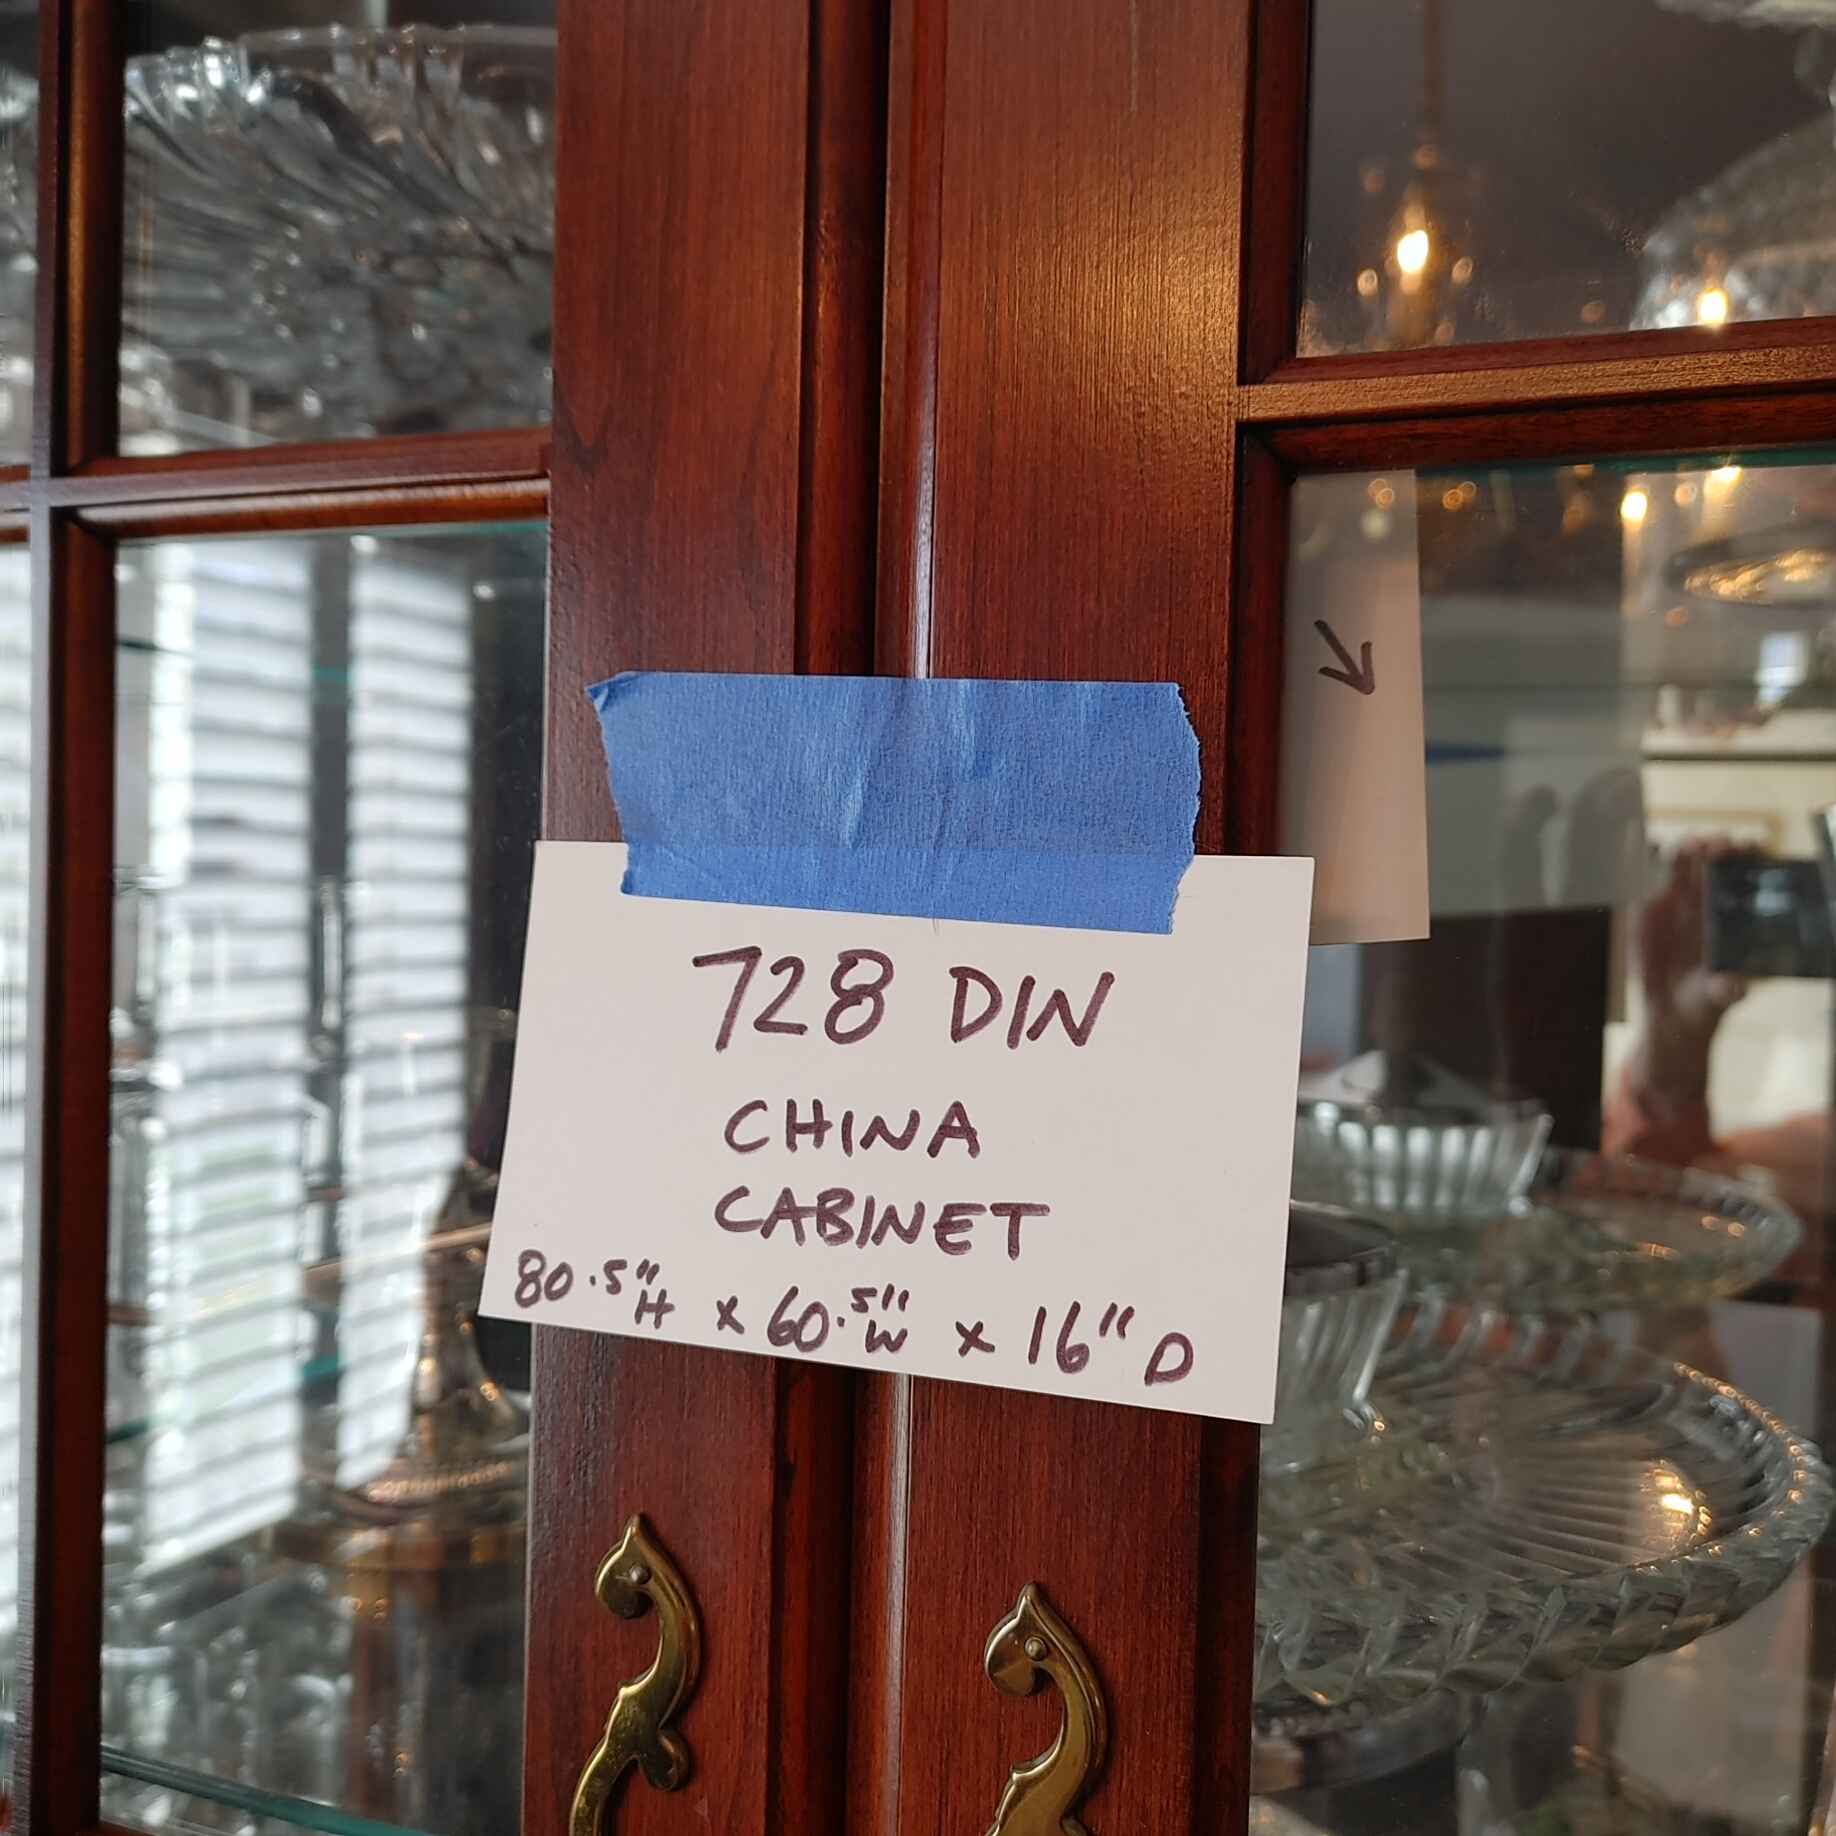 728 DIN
CHINA
CABINET
80.5"H x 60.5"W x 16"D